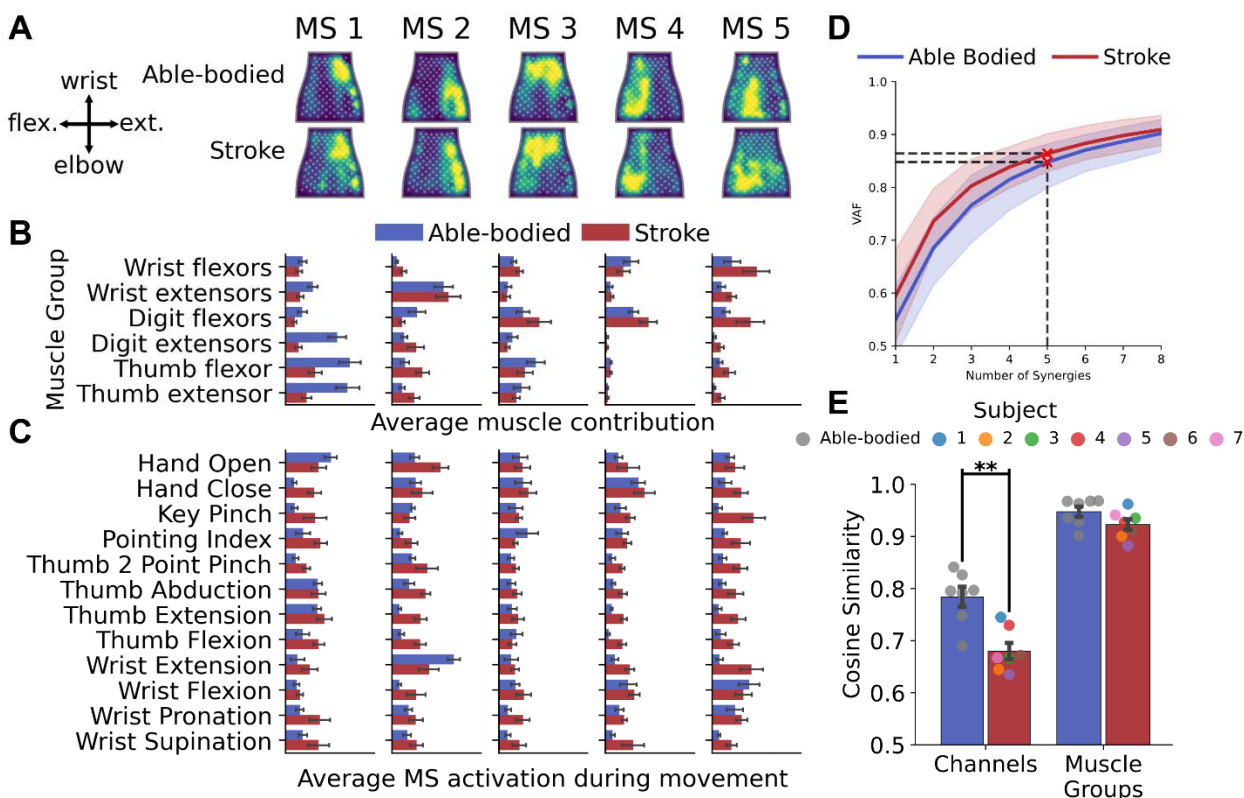 A
MS 1 MS 2 MS 3 MS 4 MS 5
Able-bodied
wrist
flex. ext.
elbow
Stroke
B
Able-bodied Stroke
Muscle Group
Wrist flexors
Wrist extensors
Digit flexors
Digit extensors
Thumb flexor
Thumb extensor
Average muscle contribution
C
Hand Open
Hand Close
Key Pinch
Pointing Index
Thumb 2 Point Pinch
Thumb Abduction
Thumb Extension
Thumb Flexion
Wrist Extension
Wrist Flexion
Wrist Pronation
Wrist Supination
Average MS activation during movement
D
Able Bodied Stroke
1.0
0.9
0.8
0.7
0.6
0.5
VAF
1 2 3 4 5 6 7 8
Number of Synergies
E
Subject
Able-bodied 1 3 5 7
2 4 6
**
1.0
0.9
0.8
0.7
0.6
0.5
Cosine Similarity
Channels Muscle
Groups